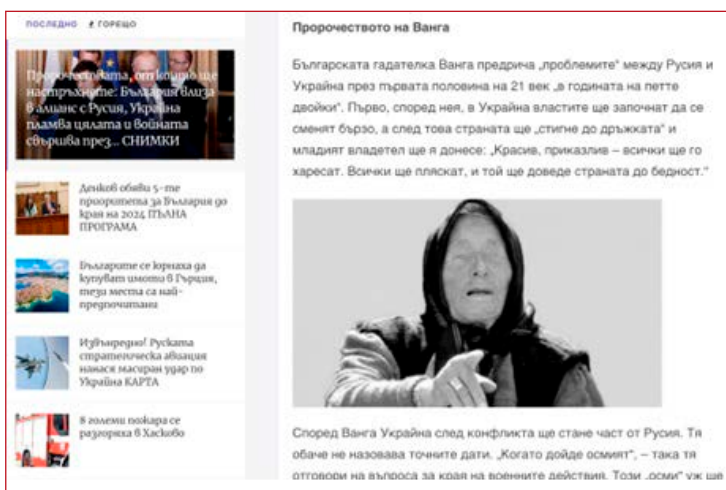 ПОСЛЕДНО ГОРЕЩО
Пророчествата, от които ще
настръхнете: България влиза
в алианс с Русия, Украйна
пламва цялата и войната
свършва през... СНИМКИ
Денков обяви 5-те
приоритета за България до
края на 2024 ПЪЛНА
ПРОГРАМА
Българите се юрнаха да
купуват имоти в Гърция,
тези места са най-
предпочитани
Извънредно! Руската
стратегическа авиация
нанася масиран удар по
Украйна КАРТА
8 големи пожара се
разгоряха в Хасково
Пророчеството на Ванга
Българската гадателка Ванга предрича „проблемите“ между Русия и
Украйна през първата половина на 21 век „в годината на петте
двойки“. Първо, според нея, в Украйна властите ще започнат да се
сменят бързо, а след това страната ще „стигне до дръжката“ и
младият владетел ще я донесе: „Красив, приказлив – всички ще го
харесат. Всички ще пляскат, и той ще доведе страната до бедност.“
Според Ванга Украйна след конфликта ще стане част от Русия. Тя
обаче не назовава точните дати. „Когато дойде осмият“, – така тя
отговори на въпроса за края на военните действия. Този „осми“ уж ще